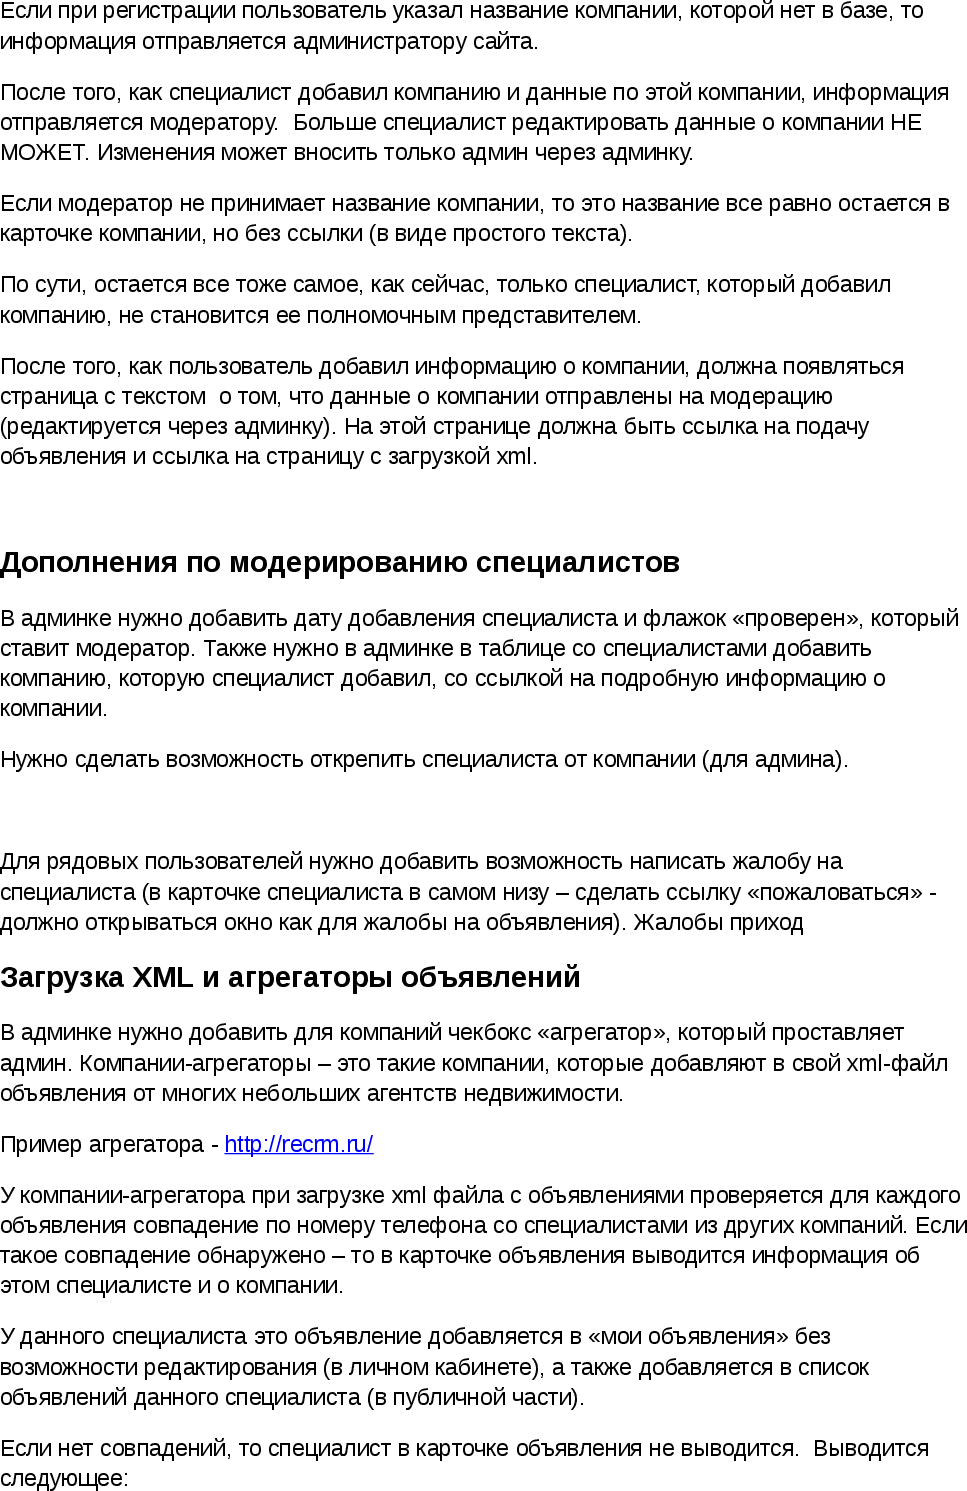 Если при регистрации пользователь указал название компании, которой нет в базе, то
информация отправляется администратору сайта.
После того, как специалист добавил компанию и данные по этой компании, информация
отправляется модератору.  Больше специалист редактировать данные о компании НЕ
МОЖЕТ. Изменения может вносить только админ через админку.
Если модератор не принимает название компании, то это название все равно остается в
карточке компании, но без ссылки (в виде простого текста).
По сути, остается все тоже самое, как сейчас, только специалист, который добавил
компанию, не становится ее полномочным представителем.
После того, как пользователь добавил информацию о компании, должна появляться
страница с текстом  о том, что данные о компании отправлены на модерацию
(редактируется через админку). На этой странице должна быть ссылка на подачу
объявления и ссылка на страницу с загрузкой xml.
Дополнения по модерированию специалистов
В админке нужно добавить дату добавления специалиста и флажок «проверен», который
ставит модератор. Также нужно в админке в таблице со специалистами добавить
компанию, которую специалист добавил, со ссылкой на подробную информацию о
компании.
Нужно сделать возможность открепить специалиста от компании (для админа).
Для рядовых пользователей нужно добавить возможность написать жалобу на
специалиста (в карточке специалиста в самом низу – сделать ссылку «пожаловаться» -
должно открываться окно как для жалобы на объявления). Жалобы приход
Загрузка XML и агрегаторы объявлений
В админке нужно добавить для компаний чекбокс «агрегатор», который проставляет
админ. Компании-агрегаторы – это такие компании, которые добавляют в свой xml-файл
объявления от многих небольших агентств недвижимости.
Пример агрегатора - http://recrm.ru/
У компании-агрегатора при загрузке xml файла с объявлениями проверяется для каждого
объявления совпадение по номеру телефона со специалистами из других компаний. Если
такое совпадение обнаружено – то в карточке объявления выводится информация об
этом специалисте и о компании.
У данного специалиста это объявление добавляется в «мои объявления» без
возможности редактирования (в личном кабинете), а также добавляется в список
объявлений данного специалиста (в публичной части).
Если нет совпадений, то специалист в карточке объявления не выводится.  Выводится
следующее: